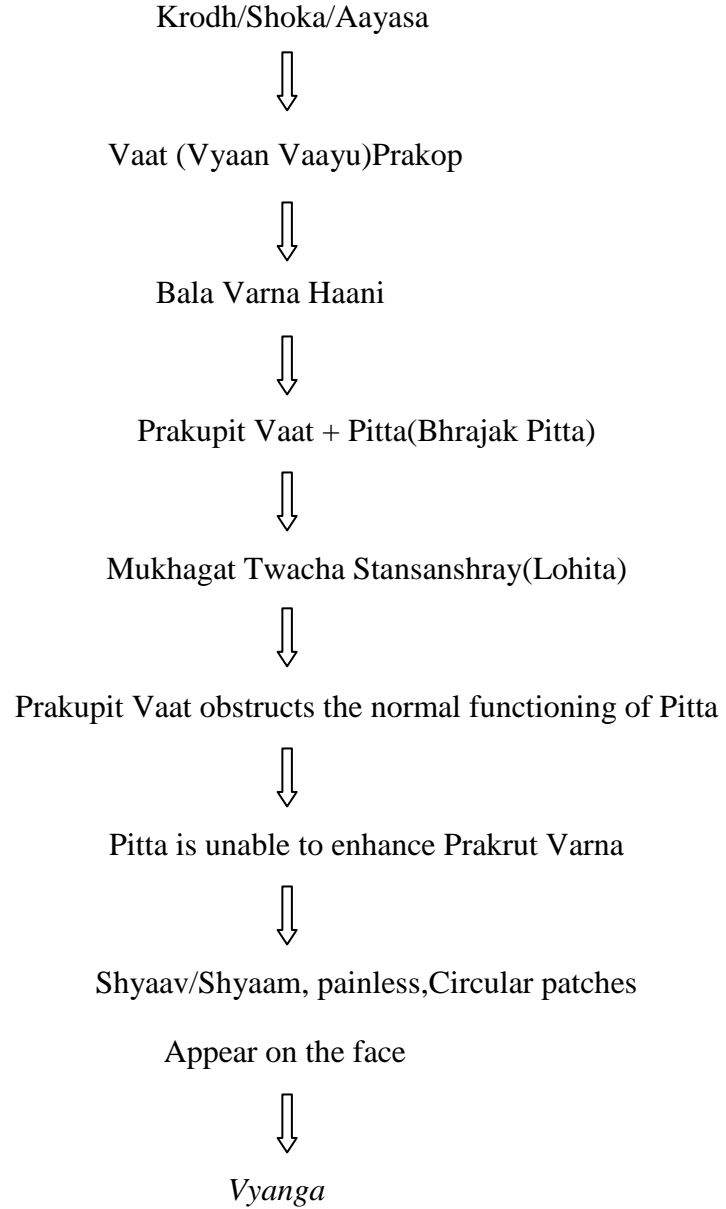 Krodh/Shoka/Aayasa
Vaat (Vyaan Vaayu)Prakop
Bala Varna Haani
Prakupit Vaat + Pitta(Bhrajak Pitta)
Mukhagat Twacha Stansanshray(Lohita)
Prakupit Vaat obstructs the normal functioning of Pitta
Pitta is unable to enhance Prakrut Varna
Shyaav/Shyaam, painless,Circular patches
Appear on the face
Vyanga